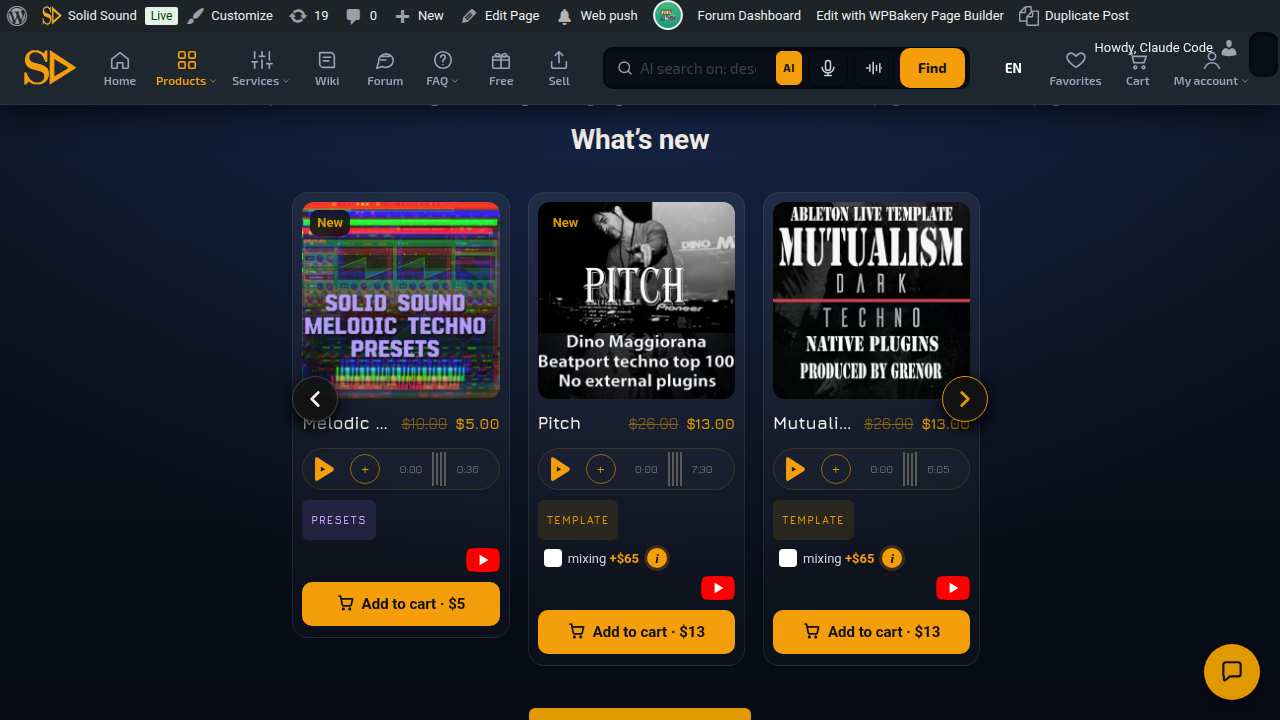 Solid Sound
Live
Customize
19
0
New
Edit Page
Web push
Forum Dashboard
Edit with WPBakery Page Builder
Duplicate Post
Howdy, Claude Code
Home
Products
Services
Wiki
Forum
FAQ
Free
Sell
AI search on: des
AI
Find
EN
Favorites
Cart
My account
What's new
New
SOLID SOUND
MELODIC TECHNO
PRESETS
Melodic ...
$10.00 $5.00
0:00
0:36
PRESETS
Add to cart · $5
New
DINO M
PITCH
Pioneer
Dino Maggiorana
Beatport techno top 100
No external plugins
Pitch
$26.00 $13.00
0:00
7:30
TEMPLATE
mixing +$65
i
Add to cart · $13
ABLETON LIVE TEMPLATE
MUTUALISM
DARK
TECHNO
NATIVE PLUGINS
PRODUCED BY GRENOR
Mutuali...
$26.00 $13.00
0:00
6:05
TEMPLATE
mixing +$65
i
Add to cart · $13